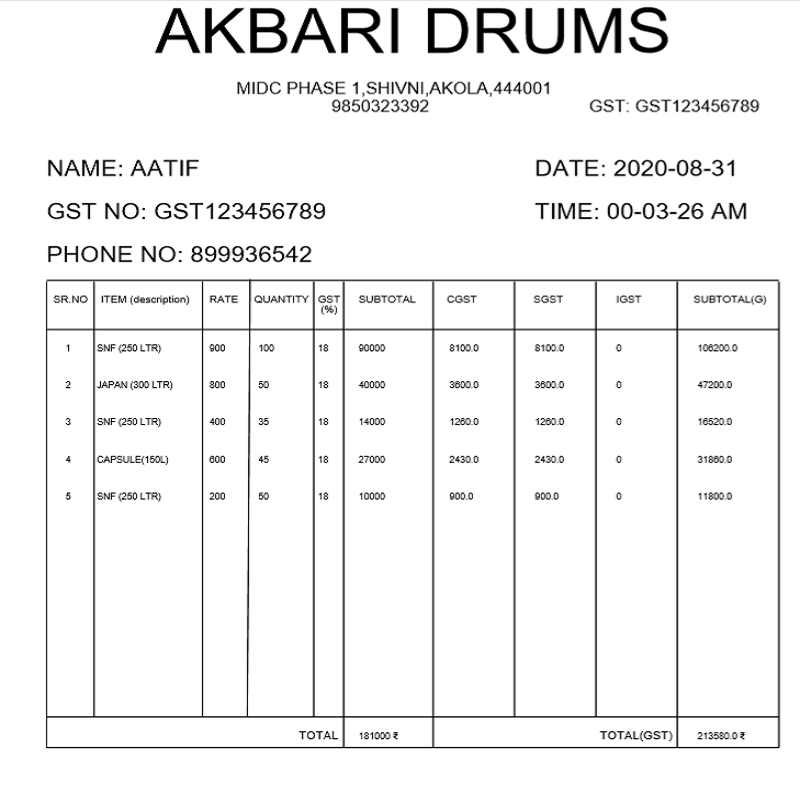 AKBARI DRUMS
MIDC PHASE 1,SHIVNI,AKOLA,444001
9850323392 GST: GST123456789
NAME: AATIF DATE: 2020-08-31
GST NO: GST123456789 TIME: 00-03-26 AM
PHONE NO: 899936542
SR.NO ITEM (description) RATE QUANTITY GST (%) SUBTOTAL CGST SGST IGST SUBTOTAL(G)
1 SNF (250 LTR) 900 100 18 90000 8100.0 8100.0 0 106200.0
2 JAPAN (300 LTR) 800 50 18 40000 3600.0 3600.0 0 47200.0
3 SNF (250 LTR) 400 35 18 14000 1260.0 1260.0 0 16520.0
4 CAPSULE(150L) 600 45 18 27000 2430.0 2430.0 0 31860.0
5 SNF (250 LTR) 200 50 18 10000 900.0 900.0 0 11800.0
TOTAL 181000 ₹ TOTAL(GST) 213580.0 ₹